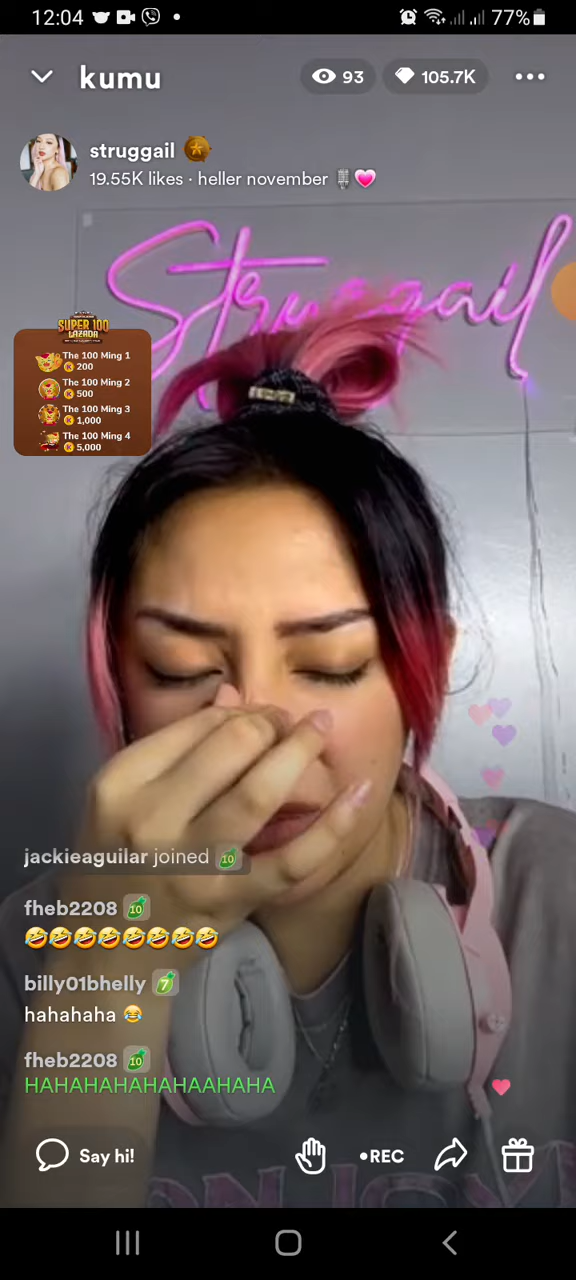 12:04
77%
kumu
93
105.7K
struggail
19.55K likes · heller november 🎙️💗
Struggail
SUPER 100
LAZADA
The 100 Ming 1
200
The 100 Ming 2
500
The 100 Ming 3
1,000
The 100 Ming 4
5,000
jackieaguilar joined 10
fheb2208 10
🤣🤣🤣🤣🤣🤣🤣🤣
billy01bhelly 7
hahahaha 😂
fheb2208 10
HAHAHAHAHAHAAHAHA
Say hi!
•REC